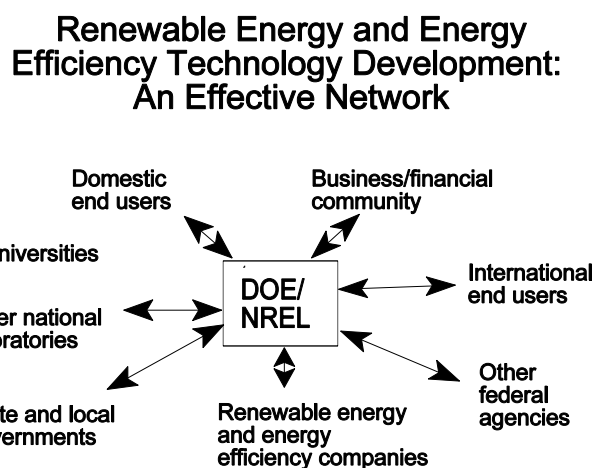 Renewable Energy and Energy
Efficiency Technology Development:
An Effective Network
Domestic
end users
Business/financial
community
niversities
International
end users
DOE/
NREL
er national
oratories
Other
federal
agencies
te and local
vernments
Renewable energy
and energy
efficiency companies